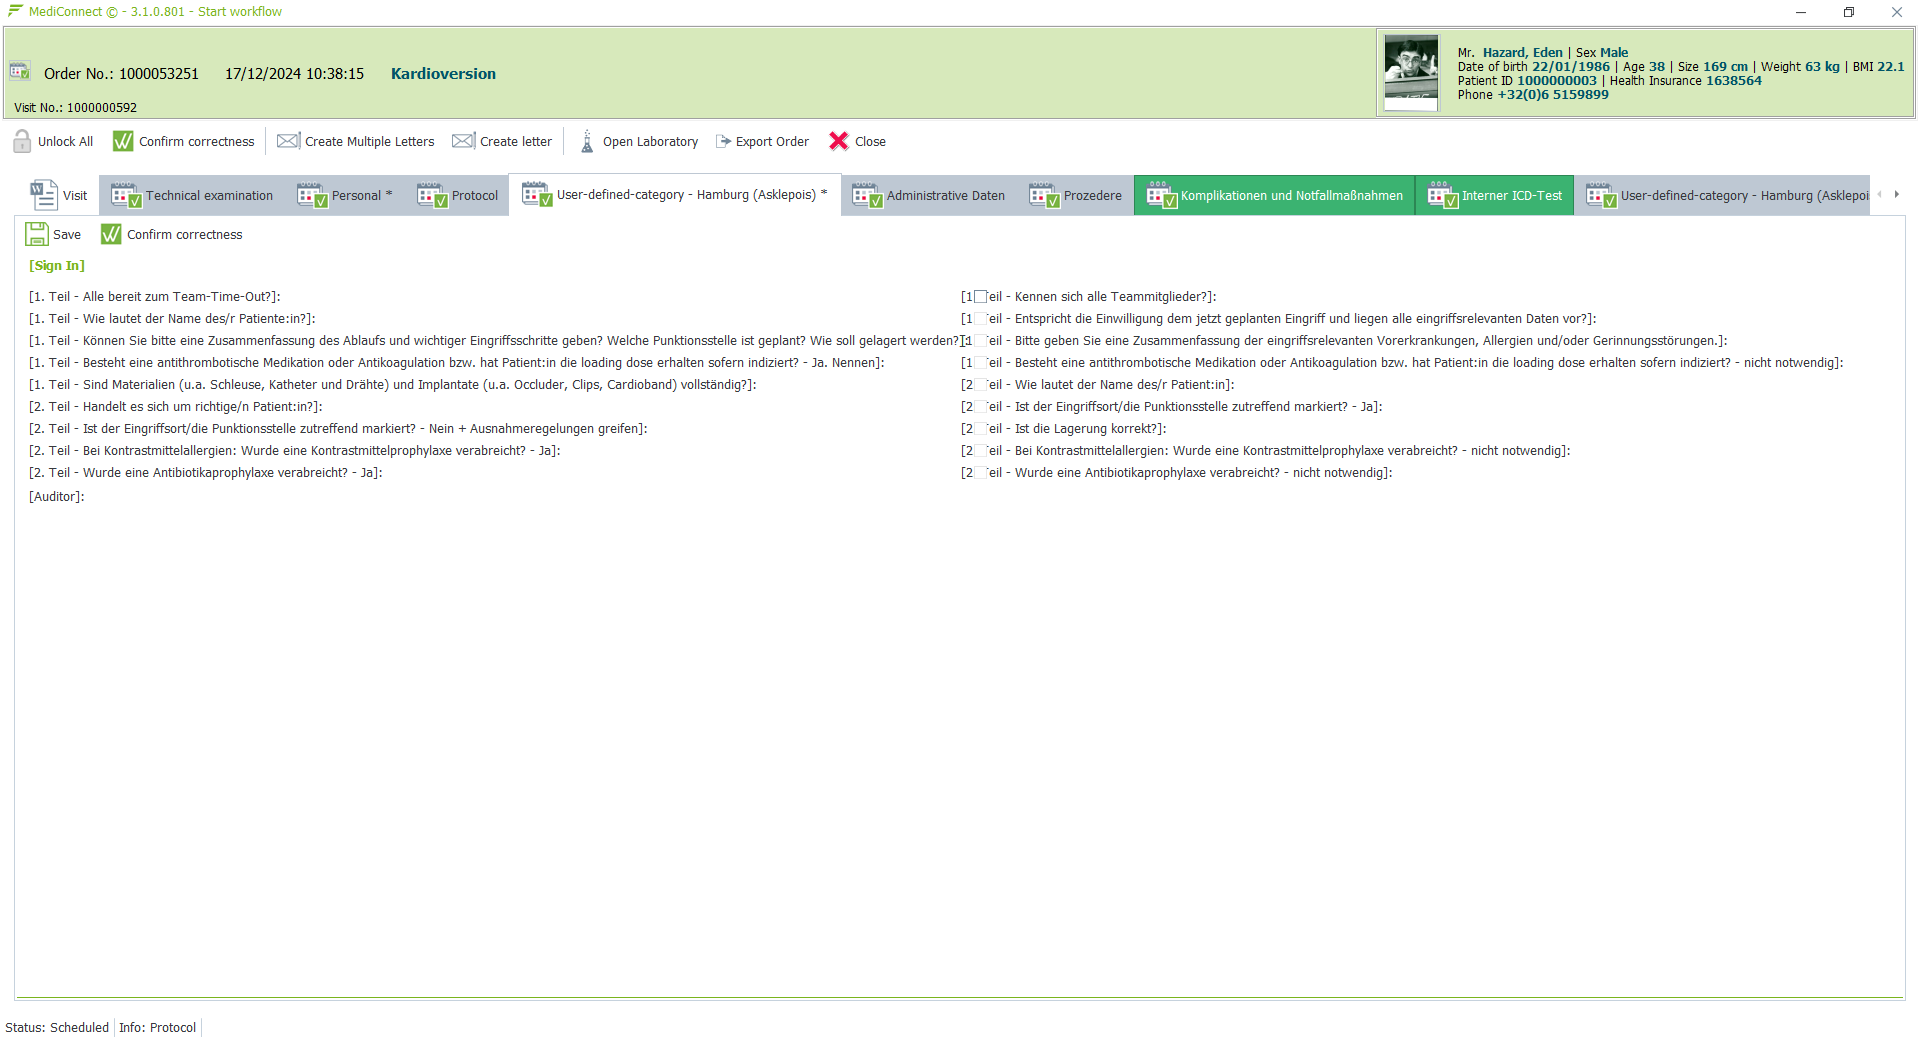 MediConnect © - 3.1.0.801 - Start workflow
Order No.: 1000053251 17/12/2024 10:38:15 Kardioversion
Visit No.: 1000000592
Mr. Hazard, Eden | Sex Male
Date of birth 22/01/1986 | Age 38 | Size 169 cm | Weight 63 kg | BMI 22.1
Patient ID 1000000003 | Health Insurance 1638564
Phone +32(0)6 5159899
Unlock All Confirm correctness Create Multiple Letters Create letter Open Laboratory Export Order Close
Visit Technical examination Personal * Protocol User-defined-category - Hamburg (Asklepois) * Administrative Daten Prozedere Komplikationen und Notfallmaßnahmen Interner ICD-Test User-defined-category - Hamburg (Asklepoi
Save Confirm correctness
[Sign In]
[1. Teil - Alle bereit zum Team-Time-Out?]: [1 Teil - Kennen sich alle Teammitglieder?]:
[1. Teil - Wie lautet der Name des/r Patiente:in?]: [1 Teil - Entspricht die Einwilligung dem jetzt geplanten Eingriff und liegen alle eingriffsrelevanten Daten vor?]:
[1. Teil - Können Sie bitte eine Zusammenfassung des Ablaufs und wichtiger Eingriffsschritte geben? Welche Punktionsstelle ist geplant? Wie soll gelagert werden?] [1 Teil - Bitte geben Sie eine Zusammenfassung der eingriffsrelevanten Vorerkrankungen, Allergien und/oder Gerinnungsstörungen.]:
[1. Teil - Besteht eine antithrombotische Medikation oder Antikoagulation bzw. hat Patient:in die loading dose erhalten sofern indiziert? - Ja. Nennen]: [1 Teil - Besteht eine antithrombotische Medikation oder Antikoagulation bzw. hat Patient:in die loading dose erhalten sofern indiziert? - nicht notwendig]:
[1. Teil - Sind Materialien (u.a. Schleuse, Katheter und Drähte) und Implantate (u.a. Occluder, Clips, Cardioband) vollständig?]: [2 Teil - Wie lautet der Name des/r Patient:in]:
[2. Teil - Handelt es sich um richtige/n Patient:in?]: [2 Teil - Ist der Eingriffsort/die Punktionsstelle zutreffend markiert? - Ja]:
[2. Teil - Ist der Eingriffsort/die Punktionsstelle zutreffend markiert? - Nein + Ausnahmeregelungen greifen]: [2 Teil - Ist die Lagerung korrekt?]:
[2. Teil - Bei Kontrastmittelallergien: Wurde eine Kontrastmittelprophylaxe verabreicht? - Ja]: [2 Teil - Bei Kontrastmittelallergien: Wurde eine Kontrastmittelprophylaxe verabreicht? - nicht notwendig]:
[2. Teil - Wurde eine Antibiotikaprophylaxe verabreicht? - Ja]: [2 Teil - Wurde eine Antibiotikaprophylaxe verabreicht? - nicht notwendig]:
[Auditor]:
Status: Scheduled Info: Protocol